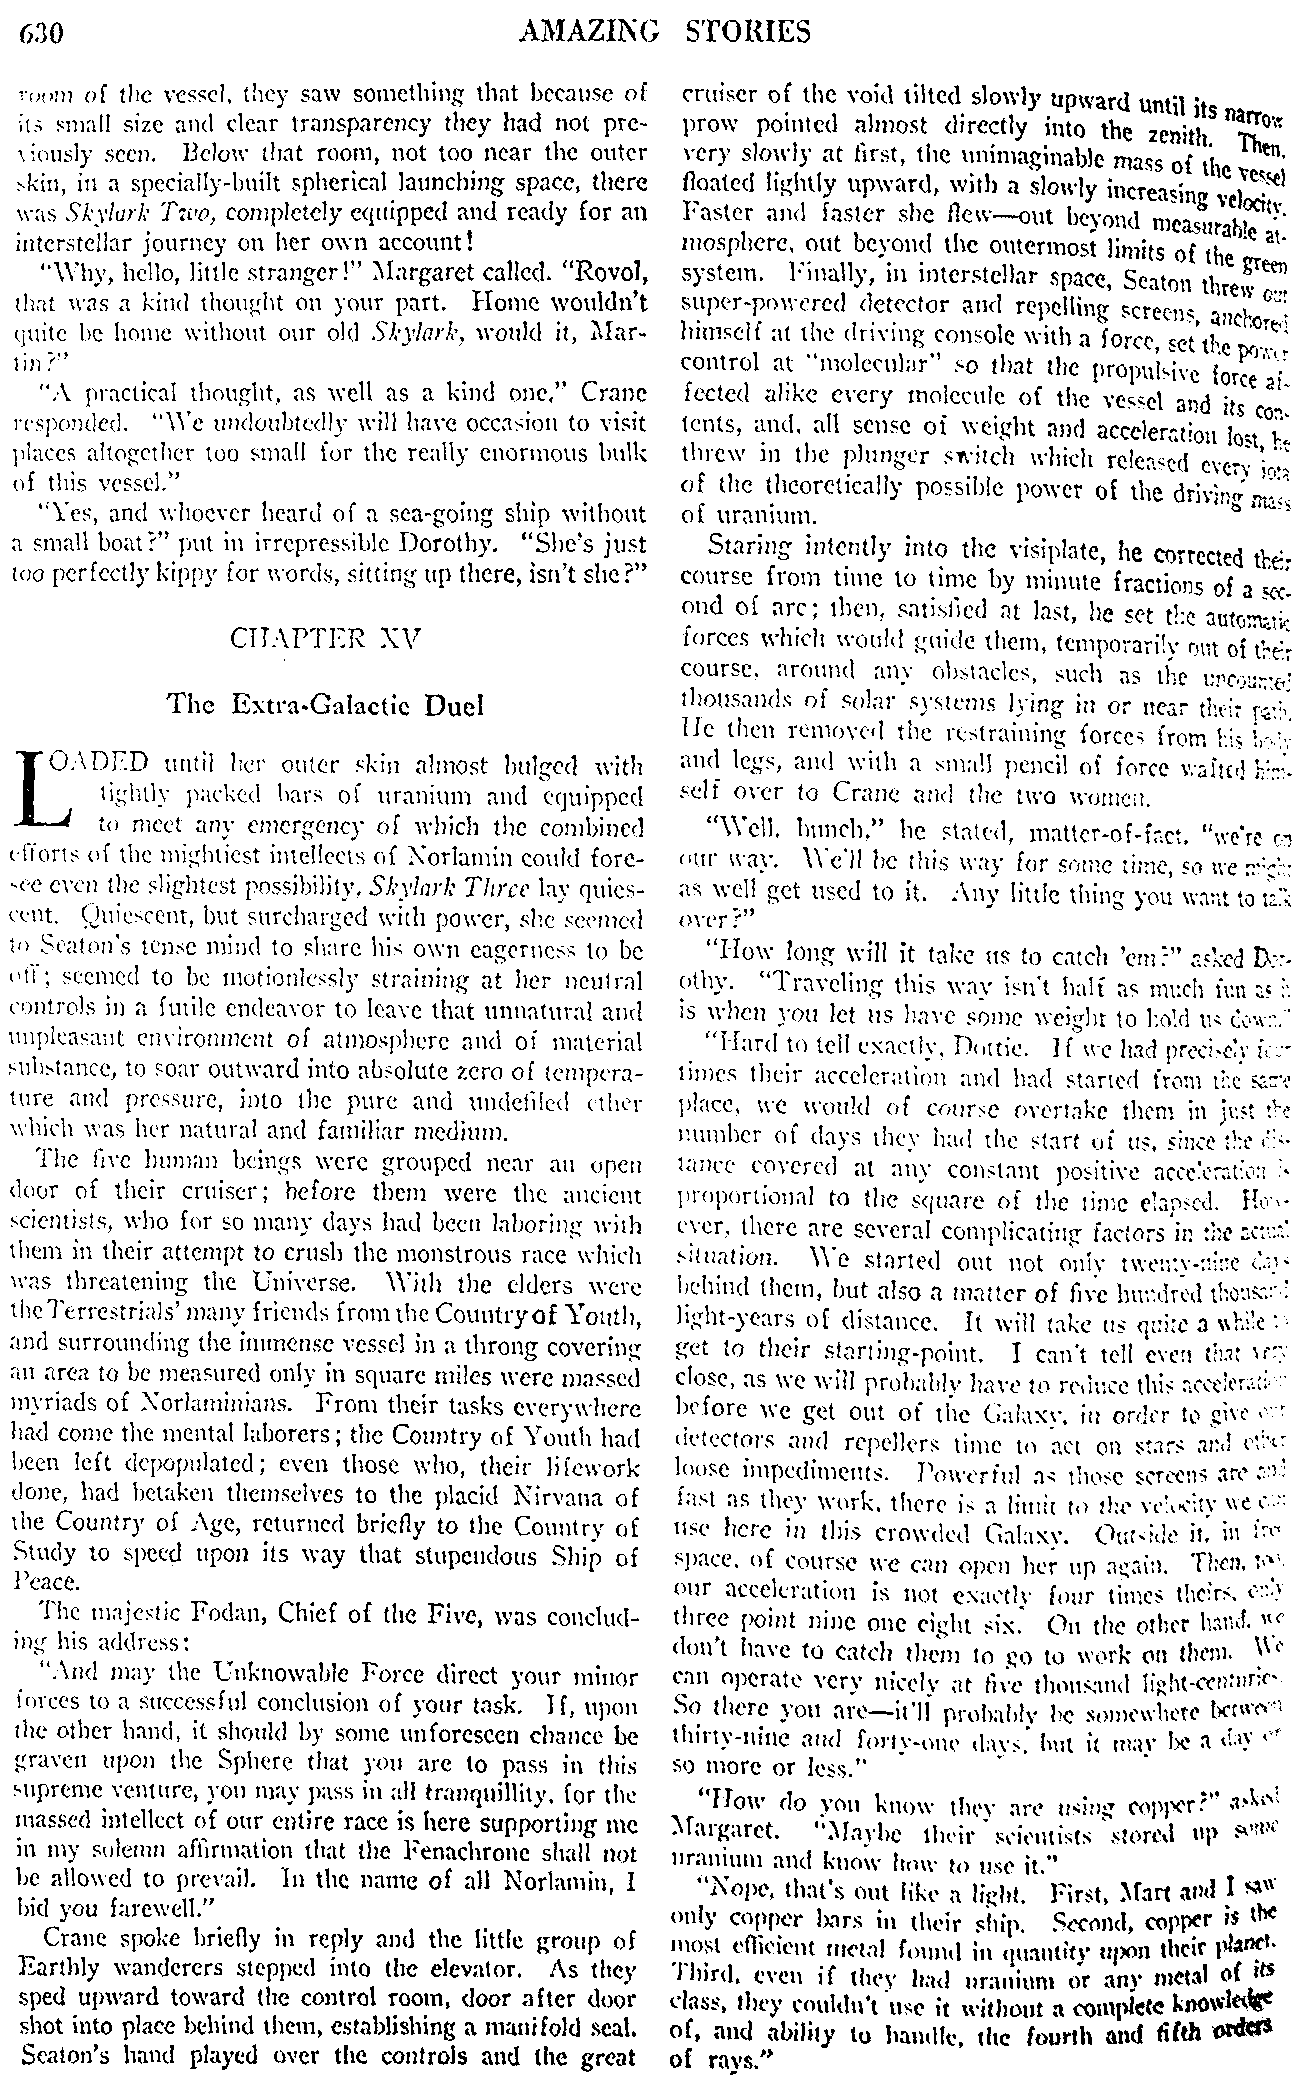 630
AMAZING STORIES
room of the vessel, they saw something that because of
its small size and clear transparency they had not pre-
viously seen. Below that room, not too near the outer
skin, in a specially-built spherical launching space, there
was Skylark Two, completely equipped and ready for an
interstellar journey on her own account!
"Why, hello, little stranger!" Margaret called. "Rovol,
that was a kind thought on your part. Home wouldn't
quite be home without our old Skylark, would it, Mar-
tin?"
"A practical thought, as well as a kind one," Crane
responded. "We undoubtedly will have occasion to visit
places altogether too small for the really enormous bulk
of this vessel."
"Yes, and whoever heard of a sea-going ship without
a small boat?" put in irrepressible Dorothy. "She's just
too perfectly kippy for words, sitting up there, isn't she?"
CHAPTER XV
The Extra-Galactic Duel
LOADED until her outer skin almost bulged with
tightly packed bars of uranium and equipped
to meet any emergency of which the combined
efforts of the mightiest intellects of Norlamin could fore-
see even the slightest possibility, Skylark Three lay quies-
cent. Quiescent, but surcharged with power, she seemed
to Seaton's tense mind to share his own eagerness to be
off; seemed to be motionlessly straining at her neutral
controls in a futile endeavor to leave that unnatural and
unpleasant environment of atmosphere and of material
substance, to soar outward into absolute zero of tempera-
ture and pressure, into the pure and undefiled ether
which was her natural and familiar medium.
The five human beings were grouped near an open
door of their cruiser; before them were the ancient
scientists, who for so many days had been laboring with
them in their attempt to crush the monstrous race which
was threatening the Universe. With the elders were
the Terrestrials' many friends from the Country of Youth,
and surrounding the immense vessel in a throng covering
an area to be measured only in square miles were massed
myriads of Norlaminians. From their tasks everywhere
had come the mental laborers; the Country of Youth had
been left depopulated; even those who, their lifework
done, had betaken themselves to the placid Nirvana of
the Country of Age, returned briefly to the Country of
Study to speed upon its way that stupendous Ship of
Peace.
The majestic Fodan, Chief of the Five, was conclud-
ing his address:
"And may the Unknowable Force direct your minor
forces to a successful conclusion of your task. If, upon
the other hand, it should by some unforeseen chance be
graven upon the Sphere that you are to pass in this
supreme venture, you may pass in all tranquillity, for the
massed intellect of our entire race is here supporting me
in my solemn affirmation that the Fenachrone shall not
be allowed to prevail. In the name of all Norlamin, I
bid you farewell."
Crane spoke briefly in reply and the little group of
Earthly wanderers stepped into the elevator. As they
sped upward toward the control room, door after door
shot into place behind them, establishing a manifold seal.
Seaton's hand played over the controls and the great
cruiser of the void tilted slowly upward until its narrow
prow pointed almost directly into the zenith. Then,
very slowly at first, the unimaginable mass of the vessel
floated lightly upward, with a slowly increasing velocity.
Faster and faster she flew—out beyond measurable at-
mosphere, out beyond the outermost limits of the green
system. Finally, in interstellar space, Seaton threw out
super-powered detector and repelling screens, anchored
himself at the driving console with a force, set the power
control at "molecular" so that the propulsive force af-
fected alike every molecule of the vessel and its con-
tents, and, all sense of weight and acceleration lost, he
threw in the plunger switch which released every iota
of the theoretically possible power of the driving mass
of uranium.
Staring intently into the visiplate, he corrected their
course from time to time by minute fractions of a sec-
ond of arc; then, satisfied at last, he set the automatic
forces which would guide them, temporarily out of their
course, around any obstacles, such as the uncounted
thousands of solar systems lying in or near their path.
He then removed the restraining forces from his body
and legs, and with a small pencil of force wafted him-
self over to Crane and the two women.
"Well, bunch," he stated, matter-of-fact, "we're on
our way. We'll be this way for some time, so we might
as well get used to it. Any little thing you want to talk
over?"
"How long will it take us to catch 'em?" asked Dor-
othy. "Traveling this way isn't half as much fun as it
is when you let us have some weight to hold us down."
"Hard to tell exactly, Dottie. If we had precisely four
times their acceleration and had started from the same
place, we would of course overtake them in just the
number of days they had the start of us, since the dis-
tance covered at any constant positive acceleration is
proportional to the square of the time elapsed. How-
ever, there are several complicating factors in the actual
situation. We started out not only twenty-nine days
behind them, but also a matter of five hundred thousand
light-years of distance. It will take us quite a while to
get to their starting-point. I can't tell even that very
close, as we will probably have to reduce this acceleration
before we get out of the Galaxy, in order to give our
detectors and repellers time to act on stars and other
loose impediments. Powerful as those screens are and
fast as they work, there is a limit to the velocity we can
use here in this crowded Galaxy. Outside it, in free
space, of course we can open her up again. Then, too,
our acceleration is not exactly four times theirs, only
three point nine one eight six. On the other hand, we
don't have to catch them to go to work on them. We
can operate very nicely at five thousand light-centuries.
So there you are—it'll probably be somewhere between
thirty-nine and forty-one days, but it may be a day or
so more or less."
"How do you know they are using copper?" asked
Margaret. "Maybe their scientists stored up some
uranium and know how to use it."
"Nope, that's out like a light. First, Mart and I saw
only copper bars in their ship. Second, copper is the
most efficient metal found in quantity upon their planet.
Third, even if they had uranium or any metal of its
class, they couldn't use it without a complete knowledge
of, and ability to handle, the fourth and fifth orders
of rays."